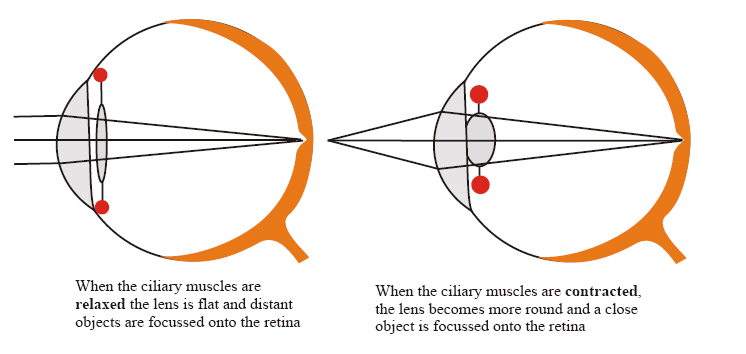 When the ciliary muscles are
relaxed the lens is flat and distant
objects are focussed onto the retina
When the ciliary muscles are contracted,
the lens becomes more round and a close
object is focussed onto the retina